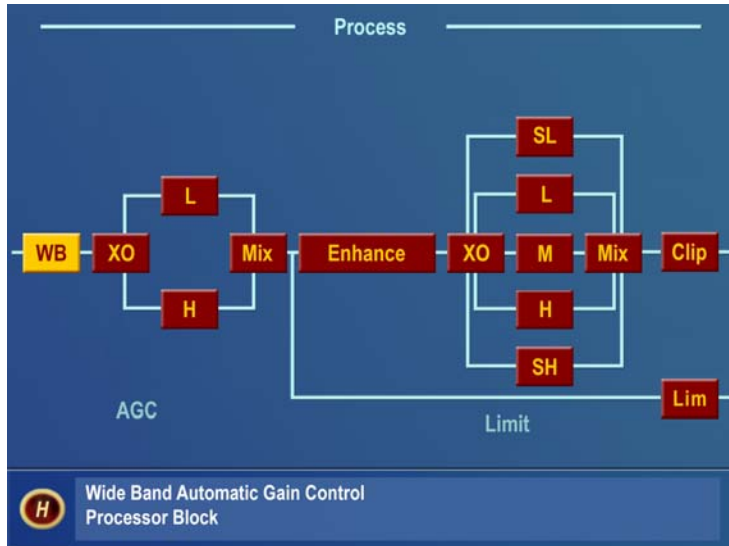 Process
SL
L
L
WB
XO
Mix
Enhance
XO
M
Mix
Clip
H
H
SH
Lim
AGC
Limit
H
Wide Band Automatic Gain Control
Processor Block